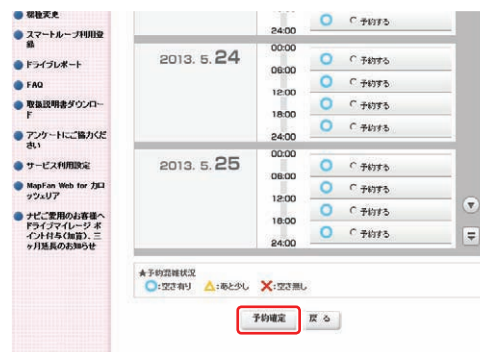 機種変更
スマートループ利用登
録
ドライブレポート
FAQ
取扱説明書ダウンロー
ド
アンケートにご協力くだ
さい
サービス利用設定
MapFan Web for カロ
ッツェリア
ナビご愛用のお客様へ
ドライブマイレージ ポ
イント付与(加算)、三
ヶ月延長のお知らせ
18:00
24:00
予約する
2013. 5. 24
00:00
06:00
12:00
18:00
24:00
予約する
予約する
予約する
予約する
2013. 5. 25
00:00
06:00
12:00
18:00
24:00
予約する
予約する
予約する
予約する
★予約混雑状況
○:空き有り △:あと少し ×:空き無し
予約確定
戻 る